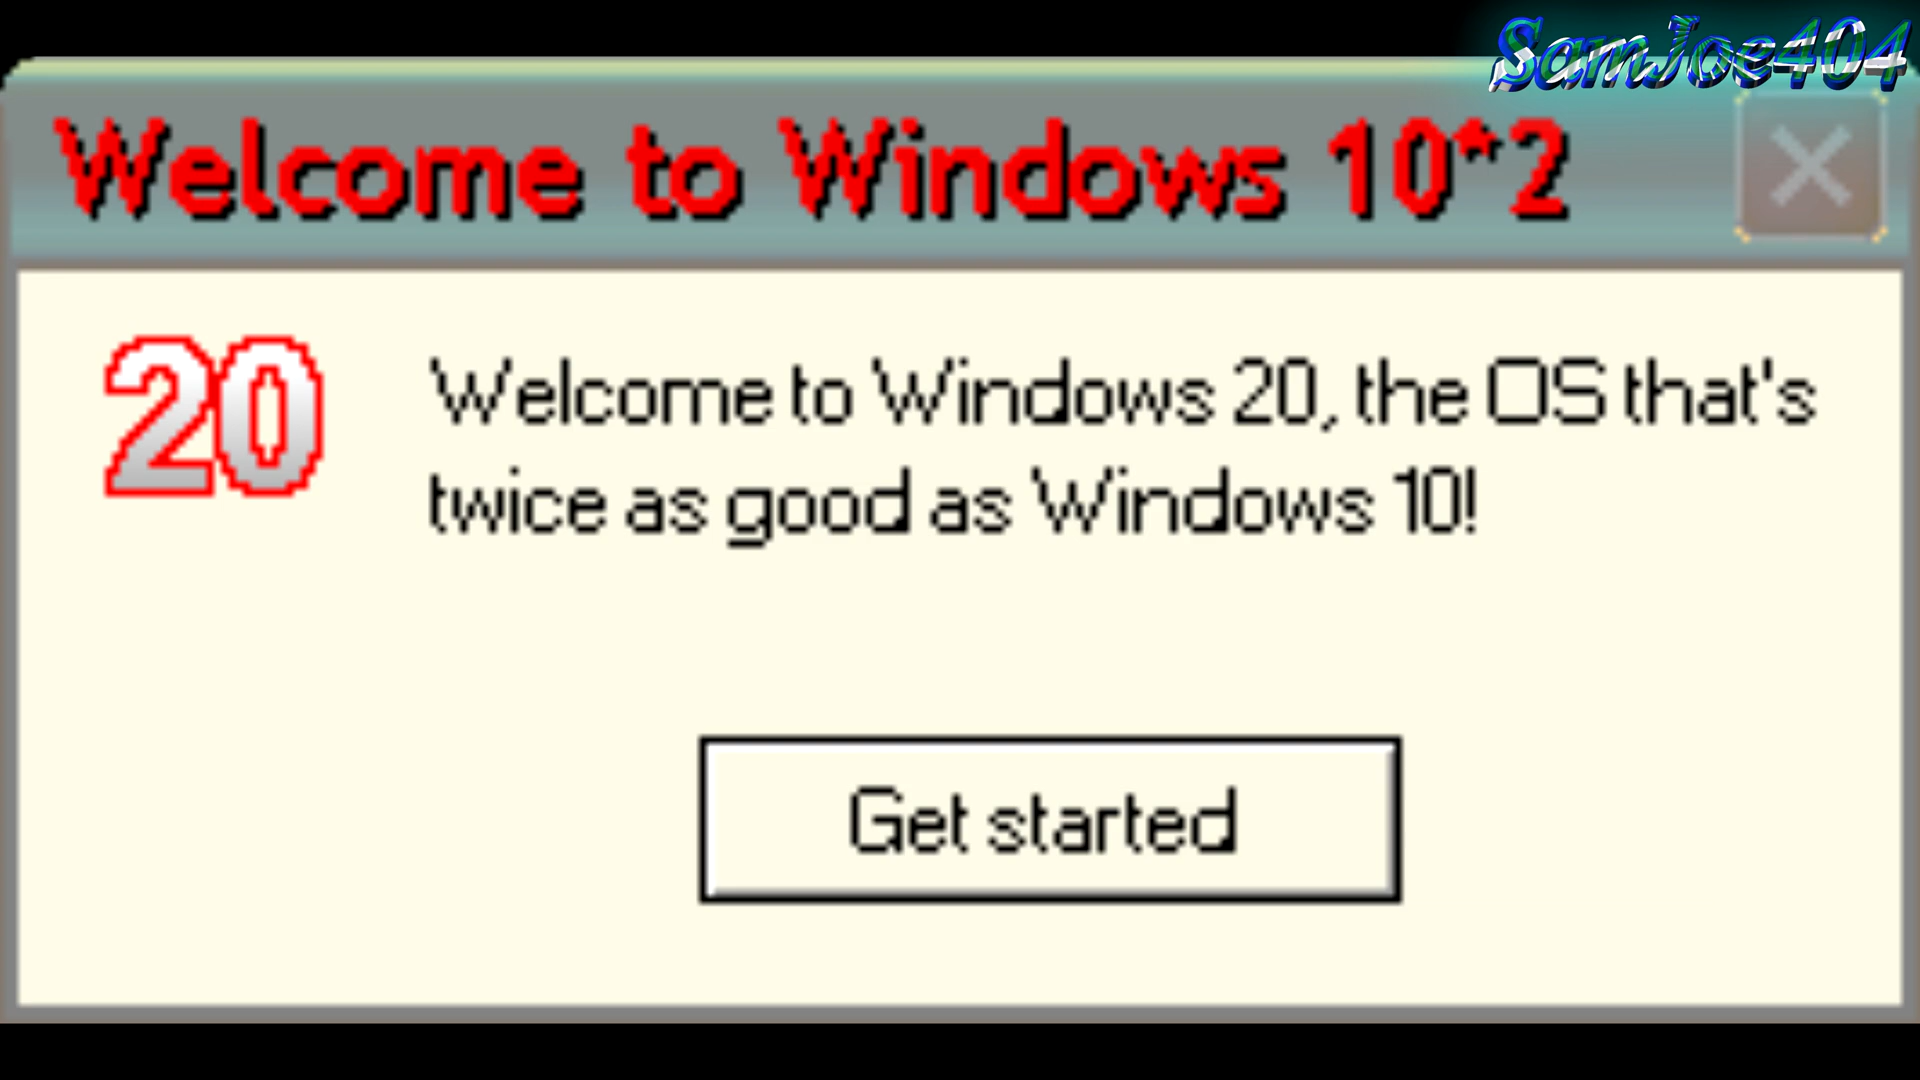 SamJoe404
Welcome to Windows 10*2
20
Welcome to Windows 20, the OS that's
twice as good as Windows 10!
Get started